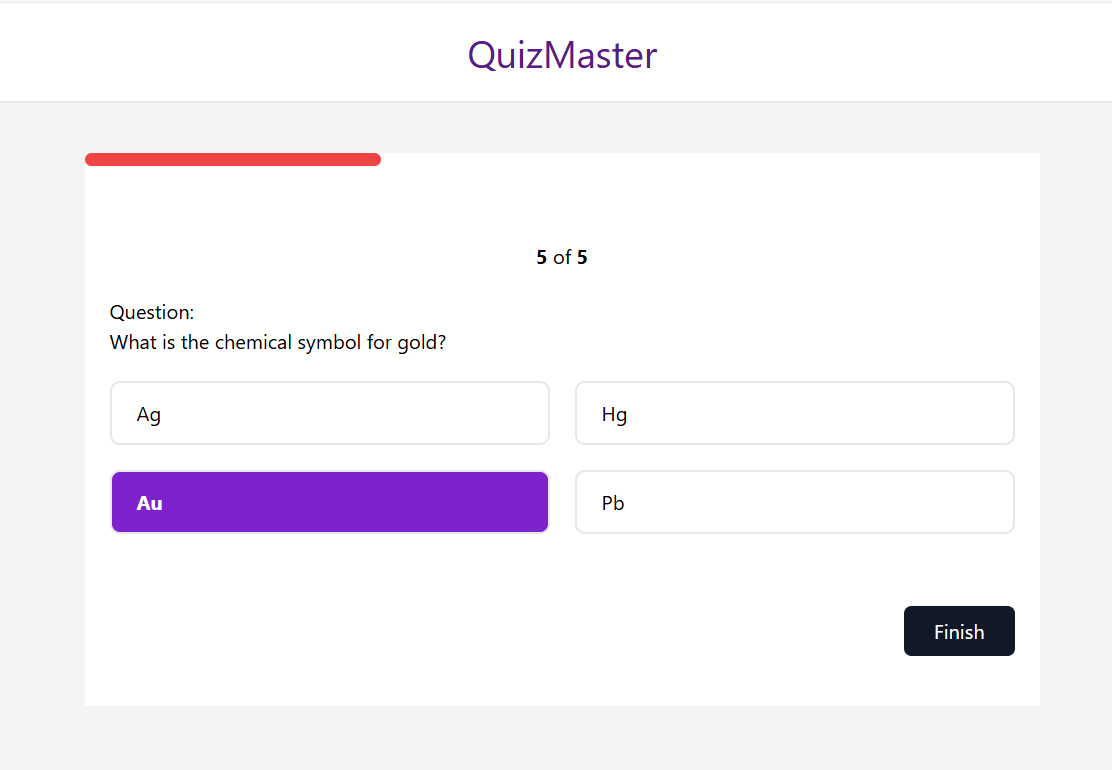 QuizMaster
5 of 5
Question:
What is the chemical symbol for gold?
Ag
Hg
Au
Pb
Finish